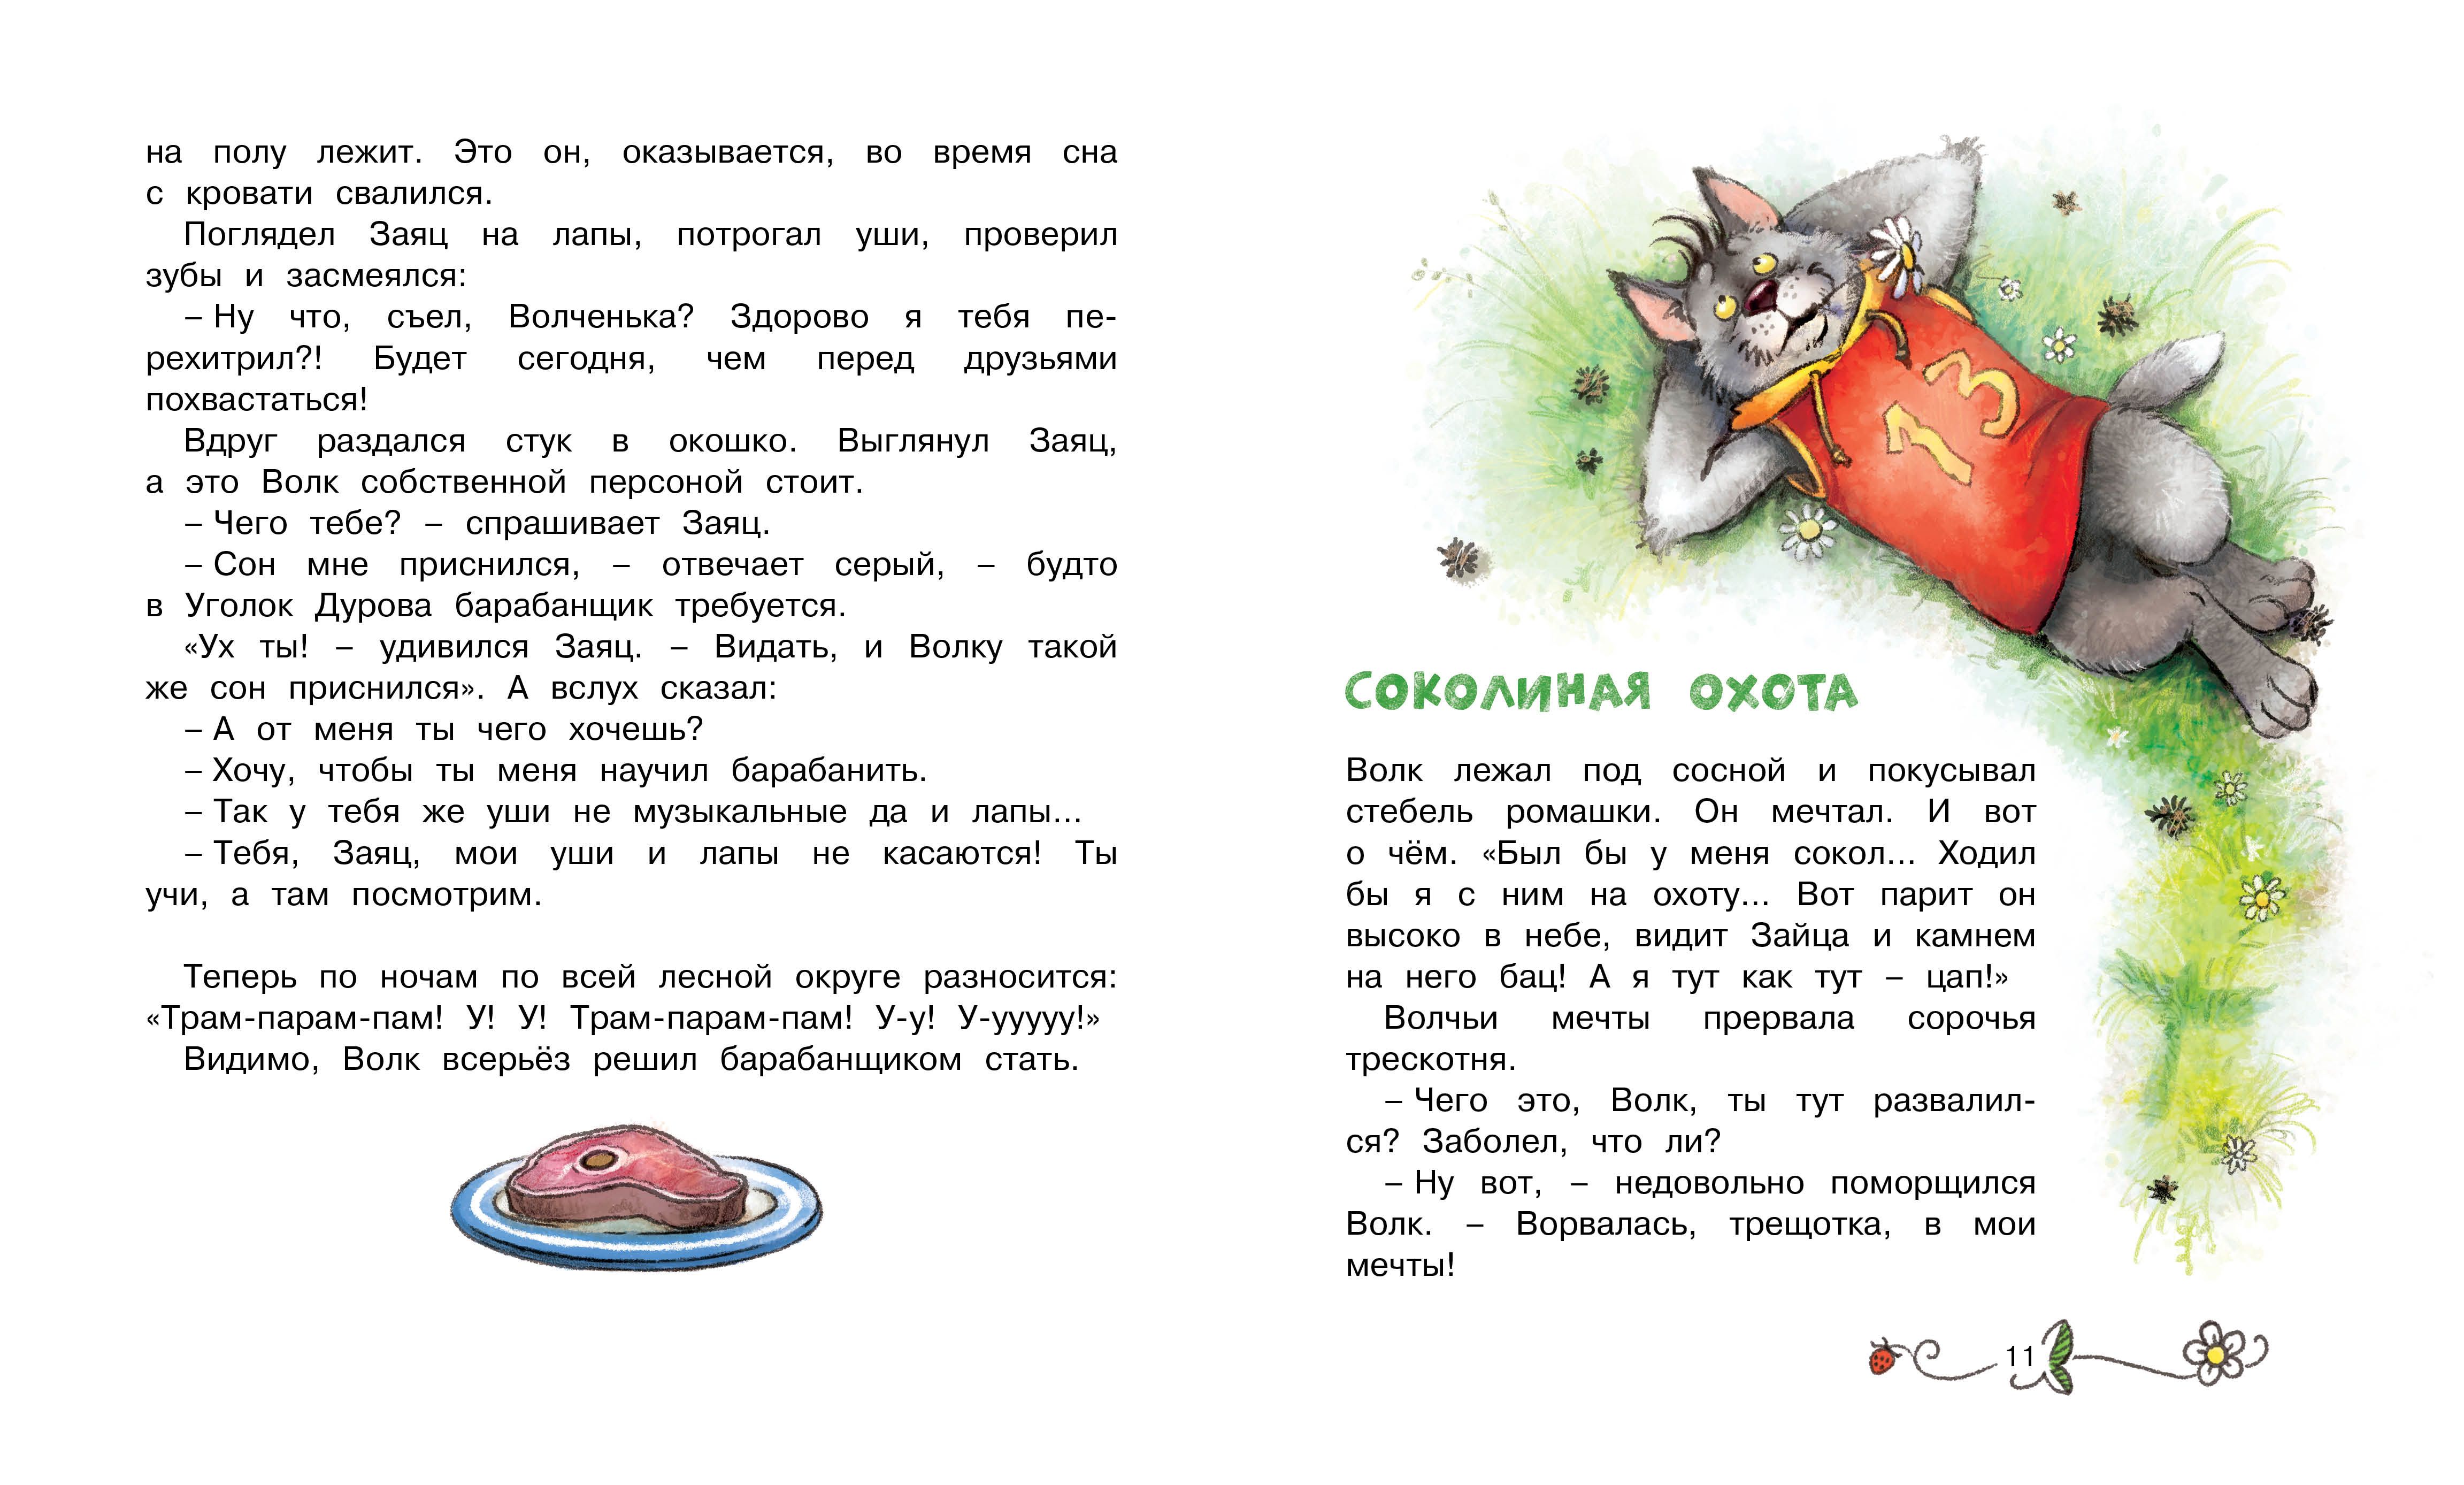 на полу лежит. Это он, оказывается, во время сна
с кровати свалился.
Поглядел Заяц на лапы, потрогал уши, проверил
зубы и засмеялся:
– Ну что, съел, Волченька? Здорово я тебя пе-
рехитрил?! Будет сегодня, чем перед друзьями
похвастаться!
Вдруг раздался стук в окошко. Выглянул Заяц,
а это Волк собственной персоной стоит.
– Чего тебе? – спрашивает Заяц.
– Сон мне приснился, – отвечает серый, – будто
в Уголок Дурова барабанщик требуется.
«Ух ты! – удивился Заяц. – Видать, и Волку такой
же сон приснился». А вслух сказал:
– А от меня ты чего хочешь?
– Хочу, чтобы ты меня научил барабанить.
– Так у тебя же уши не музыкальные да и лапы...
– Тебя, Заяц, мои уши и лапы не касаются! Ты
учи, а там посмотрим.
Теперь по ночам по всей лесной округе разносится:
«Трам-парам-пам! У! У! Трам-парам-пам! У-у! У-ууууу!»
Видимо, Волк всерьёз решил барабанщиком стать.
13
СОКОЛИНАЯ ОХОТА
Волк лежал под сосной и покусывал
стебель ромашки. Он мечтал. И вот
о чём. «Был бы у меня сокол... Ходил
бы я с ним на охоту... Вот парит он
высоко в небе, видит Зайца и камнем
на него бац! А я тут как тут – цап!»
Волчьи мечты прервала сорочья
трескотня.
– Чего это, Волк, ты тут развалил-
ся? Заболел, что ли?
– Ну вот, – недовольно поморщился
Волк. – Ворвалась, трещотка, в мои
мечты!
11